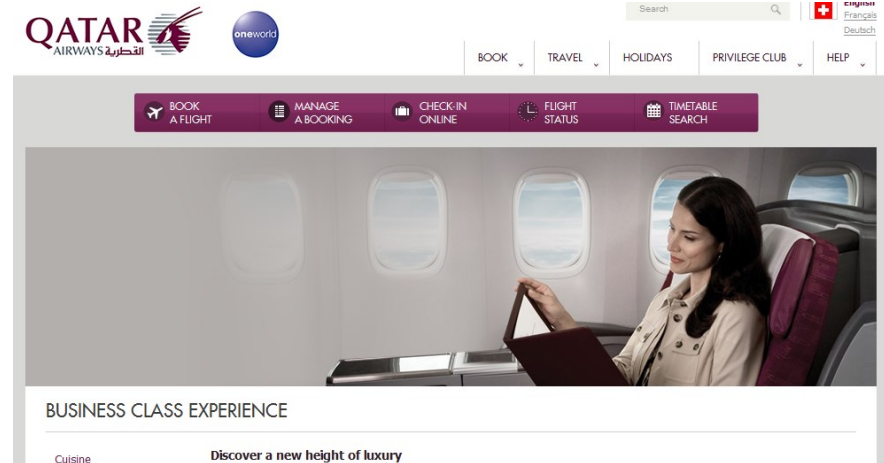 Search
English
Français
Deutsch
QATAR
AIRWAYS القطرية
oneworld
BOOK
TRAVEL
HOLIDAYS
PRIVILEGE CLUB
HELP
BOOK
A FLIGHT
MANAGE
A BOOKING
CHECK-IN
ONLINE
FLIGHT
STATUS
TIMETABLE
SEARCH
BUSINESS CLASS EXPERIENCE
Cuisine
Discover a new height of luxury